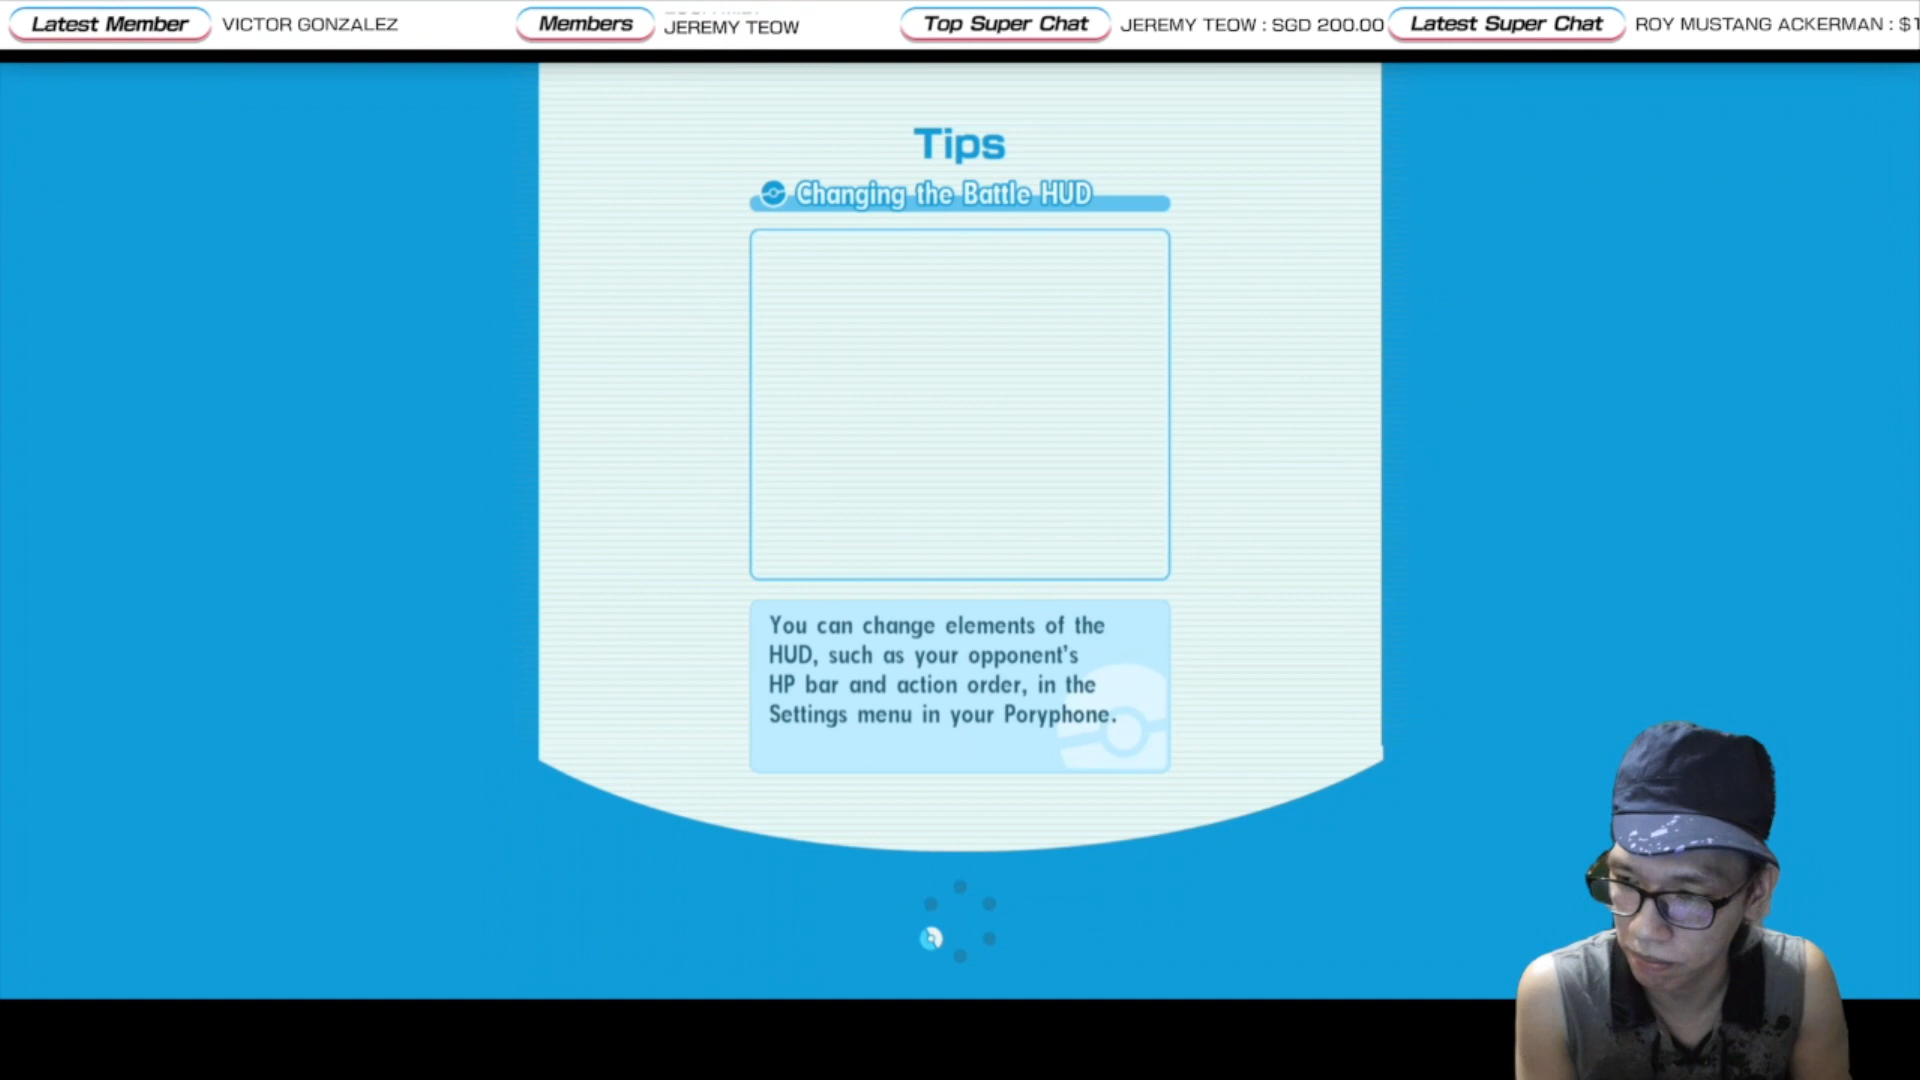 Latest Member VICTOR GONZALEZ Members JEREMY TEOW Top Super Chat JEREMY TEOW : SGD 200.00 Latest Super Chat ROY MUSTANG ACKERMAN : $1
Tips
Changing the Battle HUD
You can change elements of the
HUD, such as your opponent's
HP bar and action order, in the
Settings menu in your Poryphone.